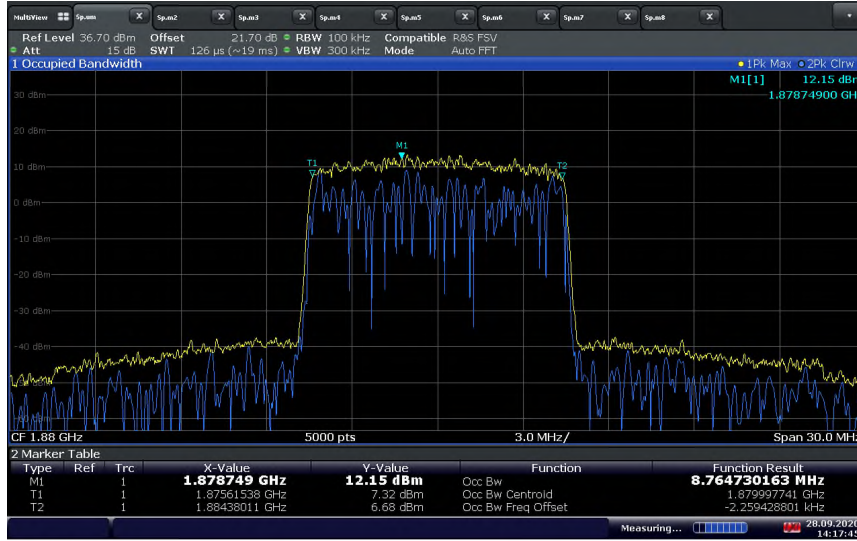 MultiView Sp.um X Sp.m2 X Sp.m3 X Sp.m4 X Sp.m5 X Sp.m6 X Sp.m7 X Sp.m8 X
Ref Level 36.70 dBm Offset 21.70 dB RBW 100 kHz Compatible R&S FSV
Att 15 dB SWT 126 µs (~19 ms) VBW 300 kHz Mode Auto FFT
1 Occupied Bandwidth 1Pk Max 2Pk Clrw
M1[1] 12.15 dBm
1.87874900 GH
30 dBm
20 dBm
M1
T1 T2
10 dBm
0 dBm
-10 dBm
-20 dBm
-30 dBm
-40 dBm
CF 1.88 GHz 5000 pts 3.0 MHz/ Span 30.0 MHz
2 Marker Table
Type Ref Trc X-Value Y-Value Function Function Result
M1 1 1.878749 GHz 12.15 dBm Occ Bw 8.764730163 MHz
T1 1 1.87561538 GHz 7.32 dBm Occ Bw Centroid 1.879997741 GHz
T2 1 1.88438011 GHz 6.68 dBm Occ Bw Freq Offset -2.259428801 kHz
Measuring... 28.09.2020
14:17:45